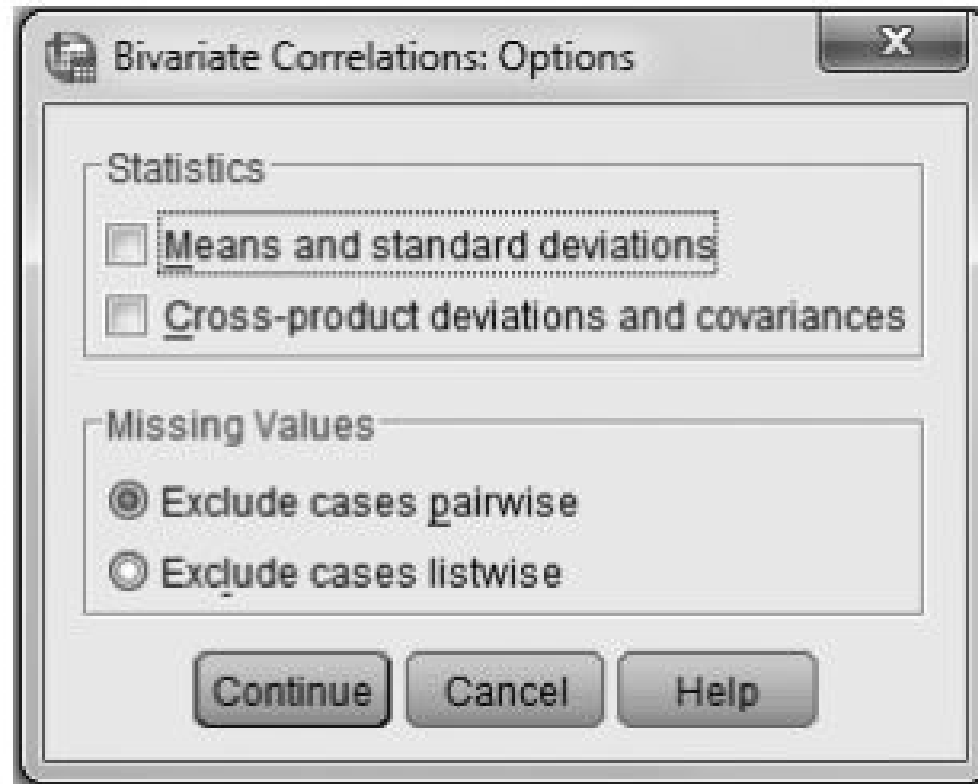 Bivariate Correlations: Options
Statistics
Means and standard deviations
Cross-product deviations and covariances
Missing Values
Exclude cases pairwise
Exclude cases listwise
Continue Cancel Help